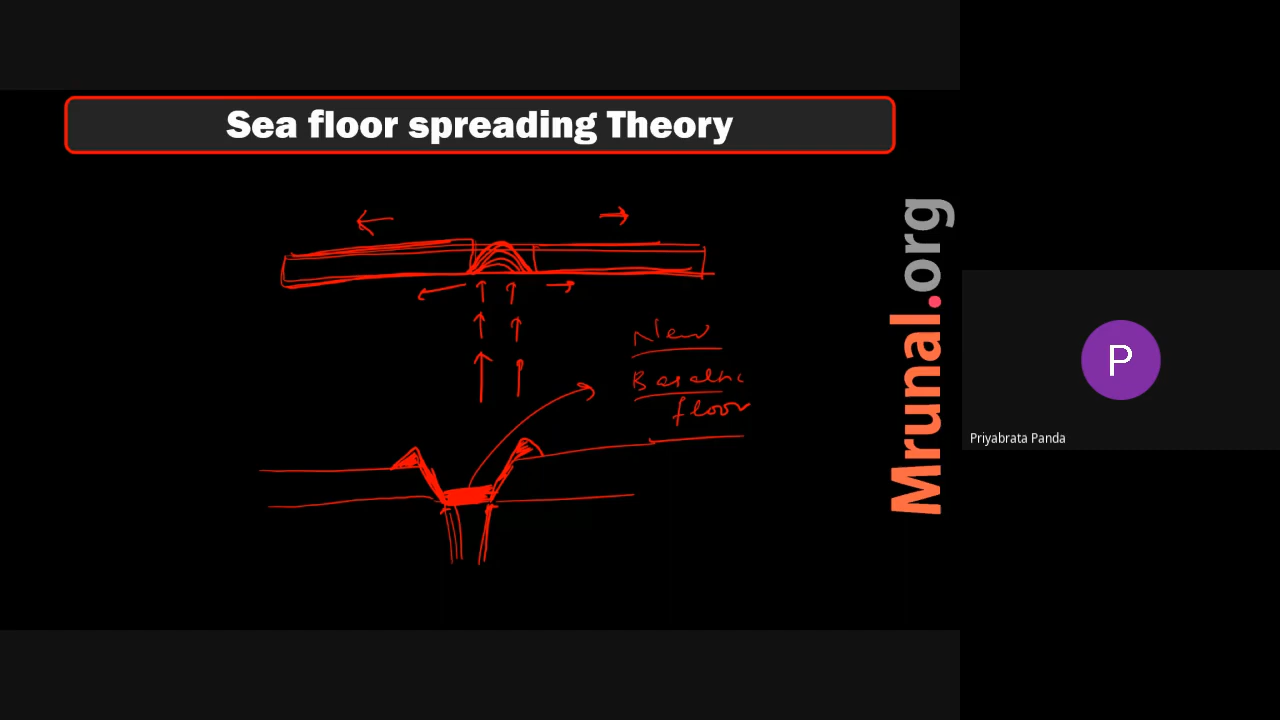 Sea floor spreading Theory
New
Basaltic
floor
Mrunal.org
P
Priyabrata Panda